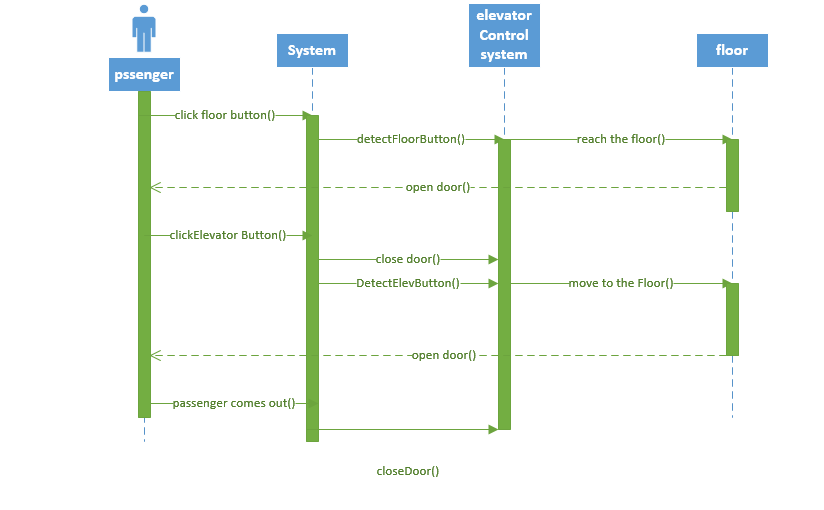 pssenger
System
elevator
Control
system
floor
click floor button()
detectFloorButton()
reach the floor()
open door()
clickElevator Button()
close door()
DetectElevButton()
move to the Floor()
open door()
passenger comes out()
closeDoor()